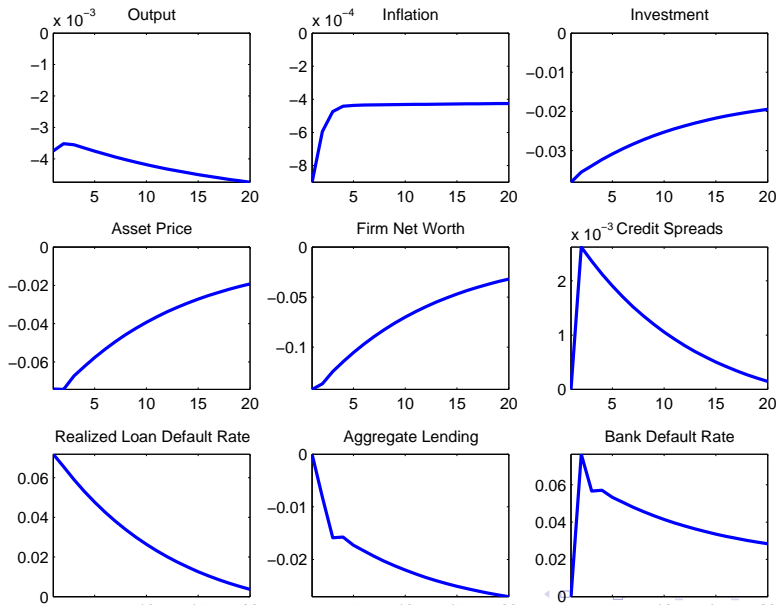 Output Inflation Investment
x 10⁻³ x 10⁻⁴
0 0 0
−1 −2 −0.01
−2 −4 −0.02
−3 −6 −0.03
−4 −8
5 10 15 20 5 10 15 20 5 10 15 20
Asset Price Firm Net Worth x 10⁻³ Credit Spreads
0 0 2
−0.02 −0.05 1
−0.04 −0.1 0
−0.06
5 10 15 20 5 10 15 20 5 10 15 20
Realized Loan Default Rate Aggregate Lending Bank Default Rate
0.06 0 0.06
0.04 −0.01 0.04
0.02 −0.02 0.02
0 0